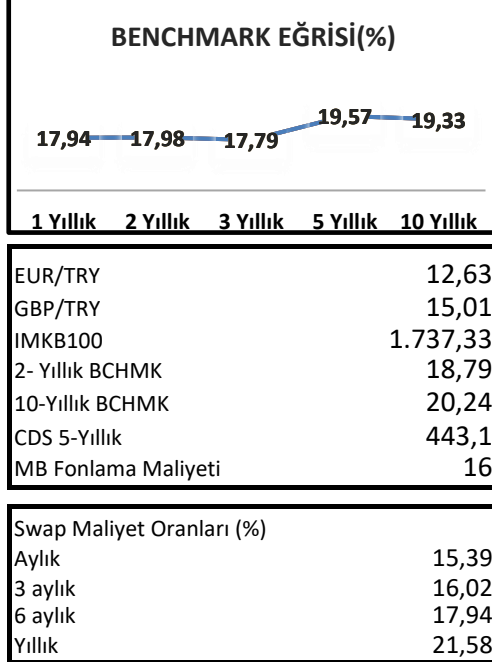 BENCHMARK EĞRİSİ(%)
17,94 17,98 17,79 19,57 19,33
1 Yıllık 2 Yıllık 3 Yıllık 5 Yıllık 10 Yıllık
EUR/TRY 12,63
GBP/TRY 15,01
IMKB100 1.737,33
2- Yıllık BCHMK 18,79
10-Yıllık BCHMK 20,24
CDS 5-Yıllık 443,1
MB Fonlama Maliyeti 16
Swap Maliyet Oranları (%)
Aylık 15,39
3 aylık 16,02
6 aylık 17,94
Yıllık 21,58